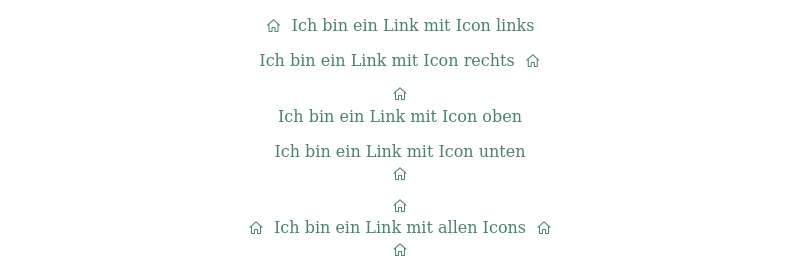 Ich bin ein Link mit Icon links
Ich bin ein Link mit Icon rechts
Ich bin ein Link mit Icon oben
Ich bin ein Link mit Icon unten
Ich bin ein Link mit allen Icons